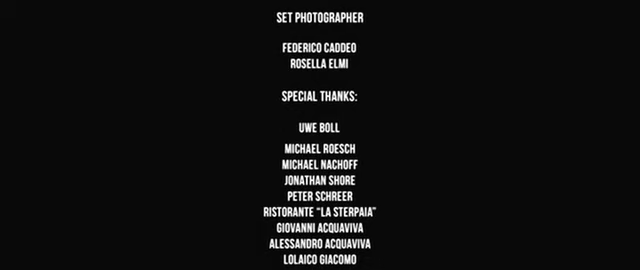 SET PHOTOGRAPHER
FEDERICO CADDEO
ROSELLA ELMI
SPECIAL THANKS:
UWE BOLL
MICHAEL ROESCH
MICHAEL NACHOFF
JONATHAN SHORE
PETER SCHREER
RISTORANTE “LA STERPAIA”
GIOVANNI ACQUAVIVA
ALESSANDRO ACQUAVIVA
LOLAICO GIACOMO